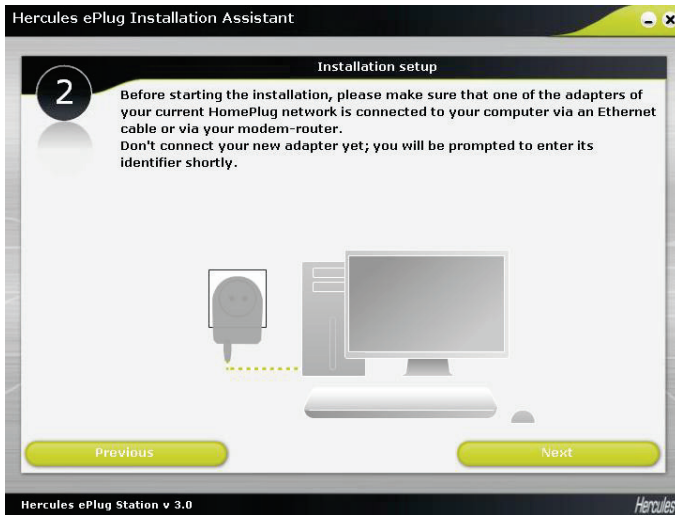 Hercules ePlug Installation Assistant
Installation setup
2
Before starting the installation, please make sure that one of the adapters of
your current HomePlug network is connected to your computer via an Ethernet
cable or via your modem-router.
Don't connect your new adapter yet; you will be prompted to enter its
identifier shortly.
Previous
Next
Hercules ePlug Station v 3.0
Hercules